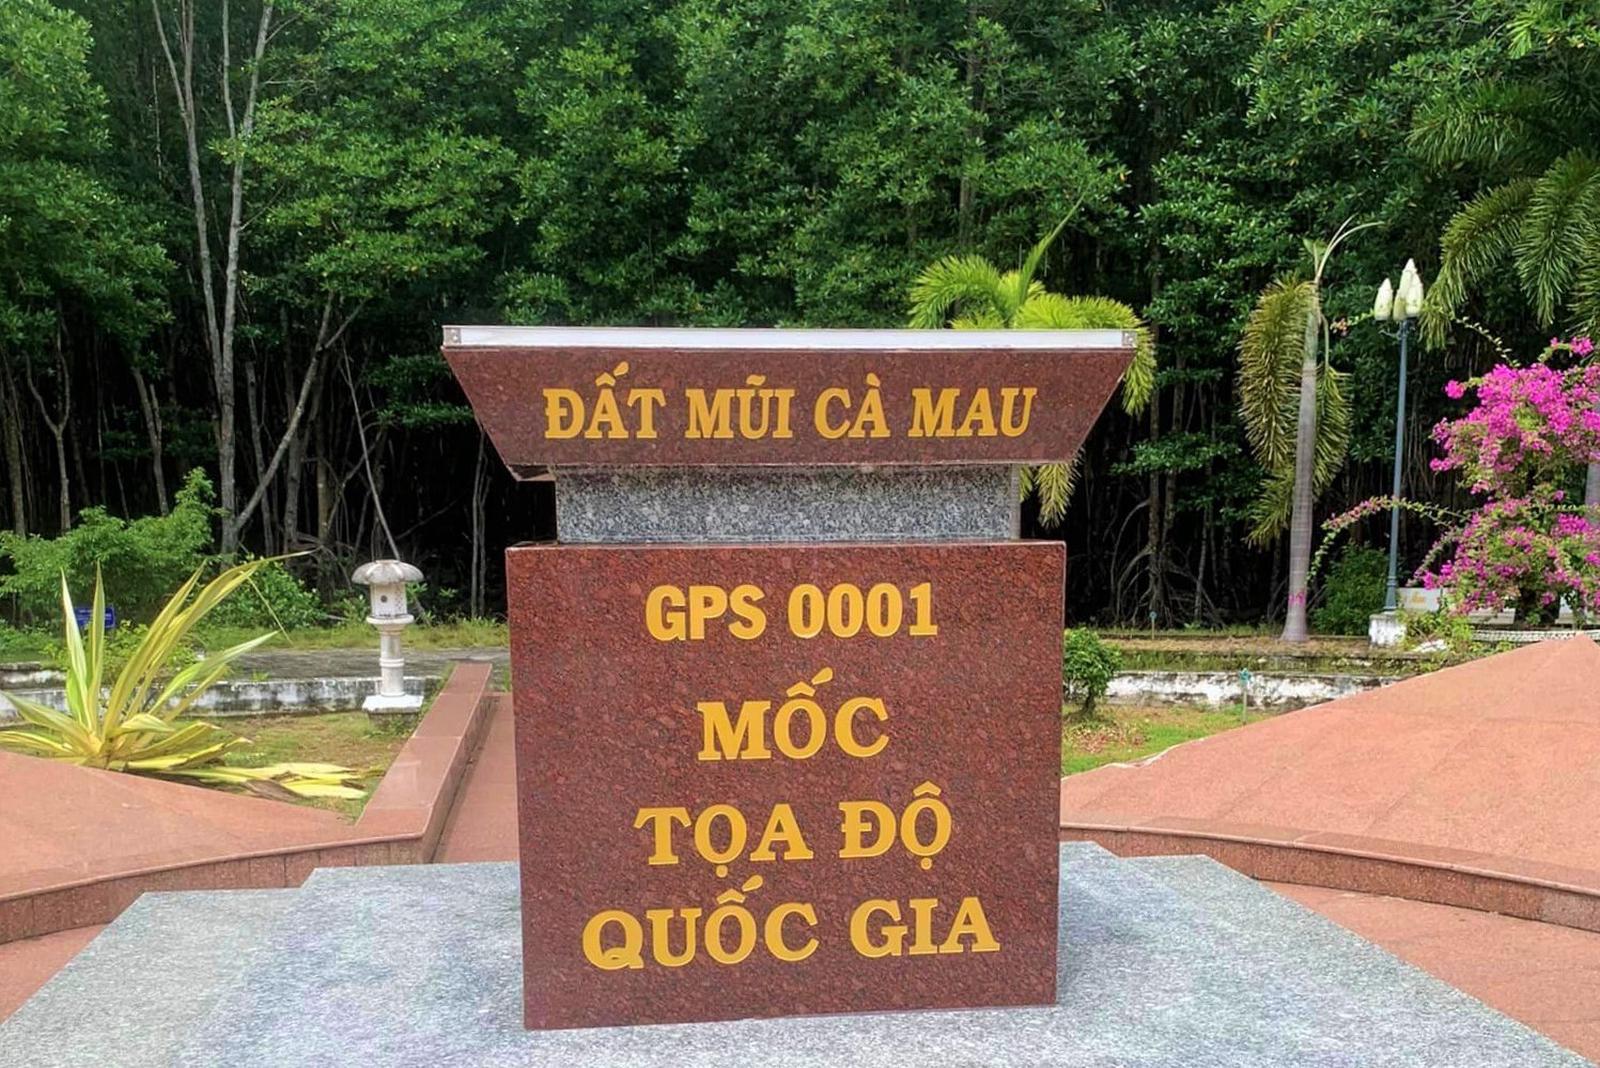 ĐẤT MŨI CÀ MAU
GPS 0001
MỐC
TỌA ĐỘ
QUỐC GIA